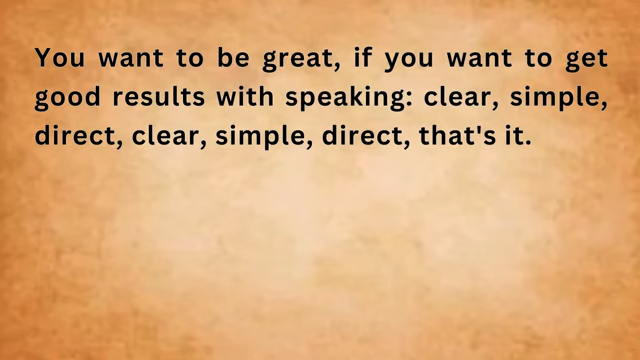 You want to be great, if you want to get
good results with speaking: clear, simple,
direct, clear, simple, direct, that's it.